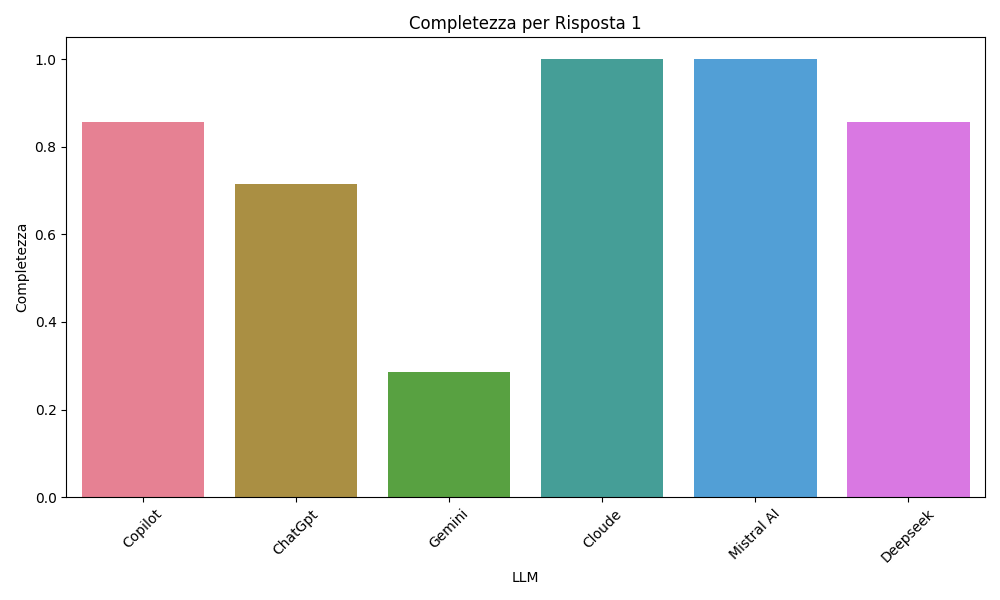 Completezza per Risposta 1
Completezza
1.0
0.8
0.6
0.4
0.2
0.0
Copilot
ChatGpt
Gemini
Cloude
Mistral AI
Deepseek
LLM